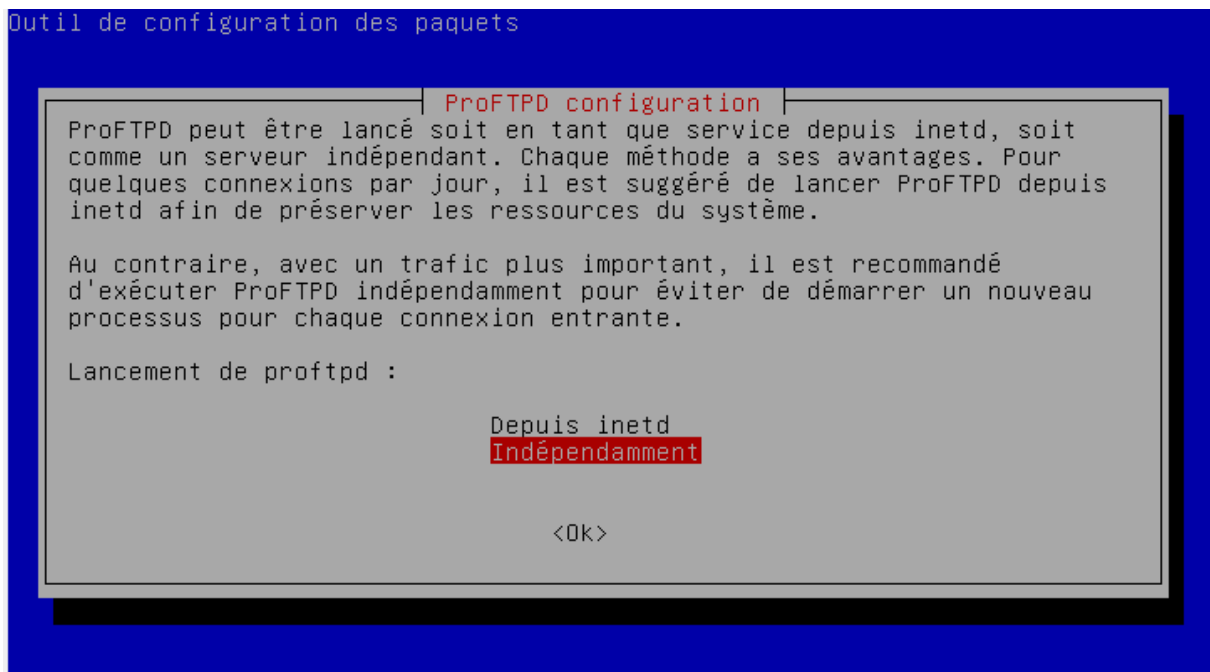 Outil de configuration des paquets
ProFTPD configuration
ProFTPD peut être lancé soit en tant que service depuis inetd, soit
comme un serveur indépendant. Chaque méthode a ses avantages. Pour
quelques connexions par jour, il est suggéré de lancer ProFTPD depuis
inetd afin de préserver les ressources du système.
Au contraire, avec un trafic plus important, il est recommandé
d'exécuter ProFTPD indépendamment pour éviter de démarrer un nouveau
processus pour chaque connexion entrante.
Lancement de proftpd :
Depuis inetd
Indépendamment
<Ok>